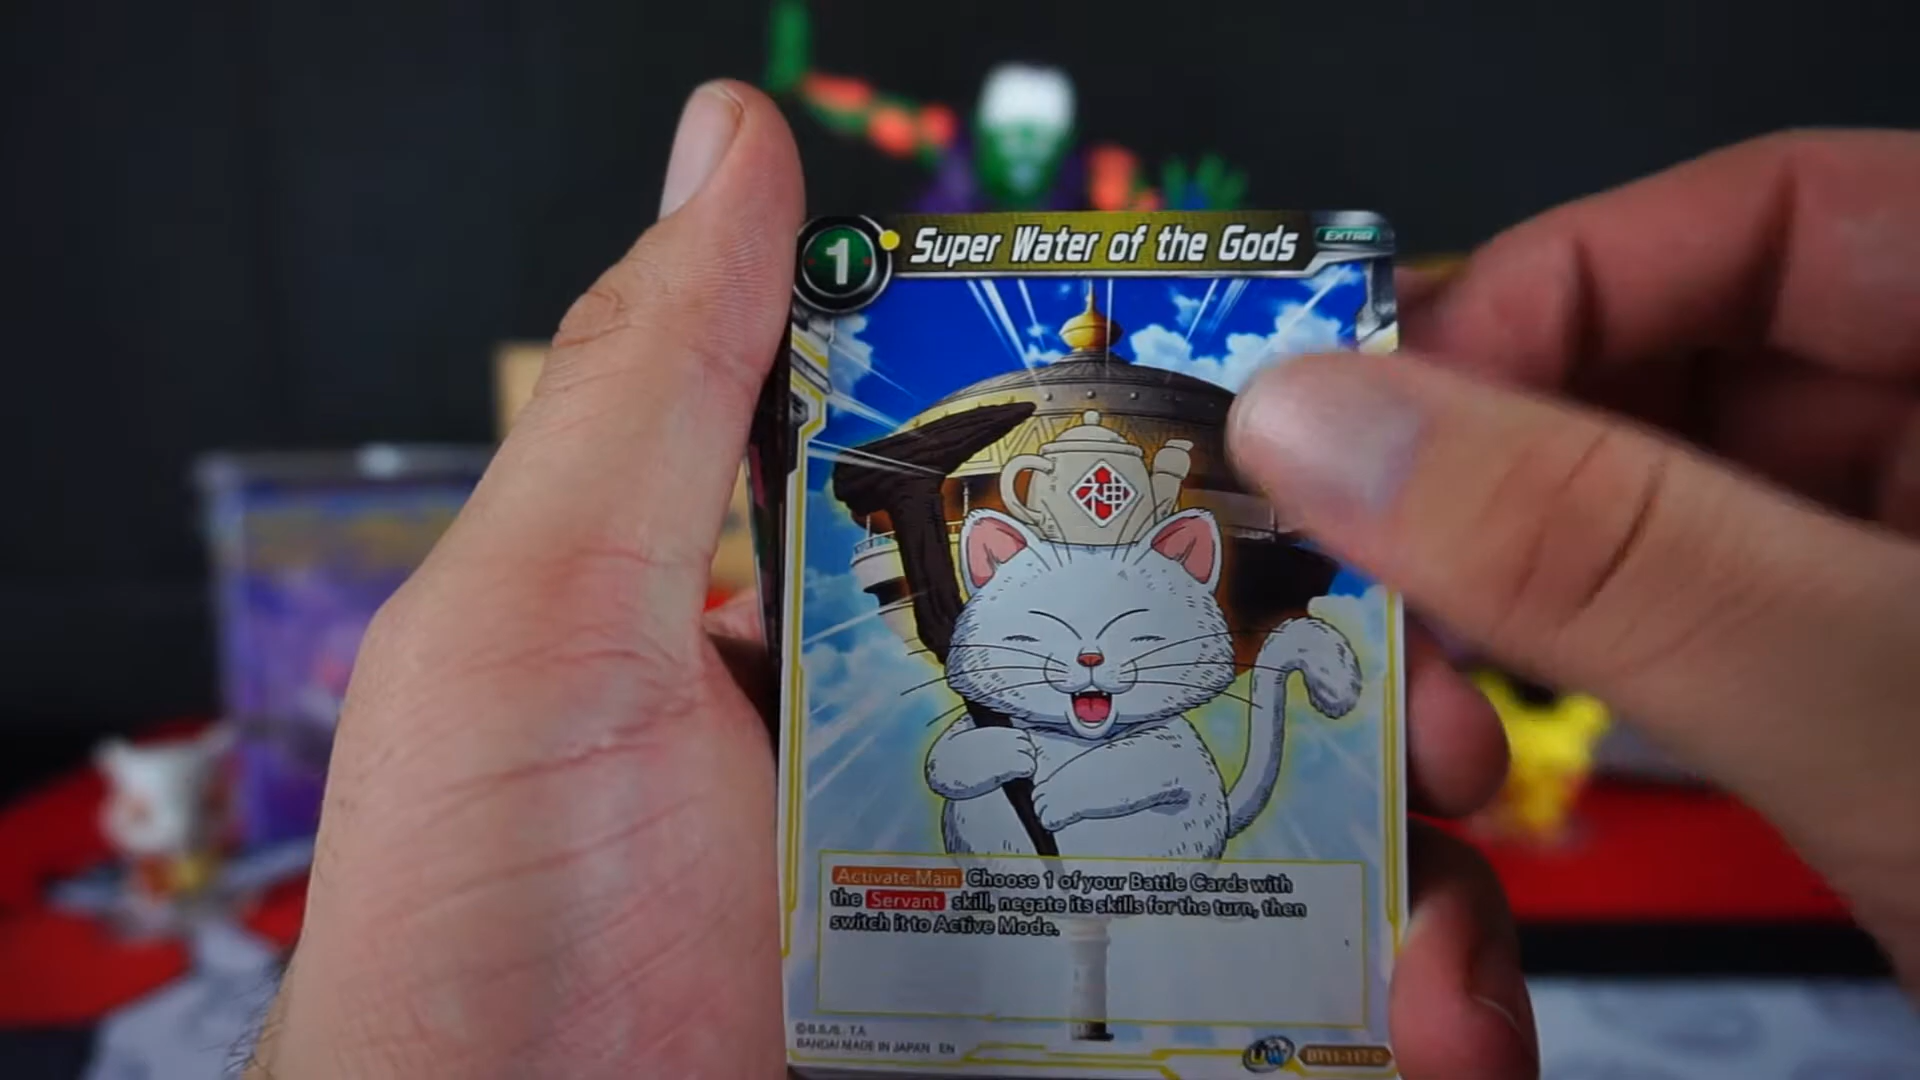 1
Super Water of the Gods
EXTRA
神
Activate:Main Choose 1 of your Battle Cards with
the Servant skill, negate its skills for the turn, then
switch it to Active Mode.
©B.S./S., T.A.
BANDAI MADE IN JAPAN EN
UW
BT11-117 C